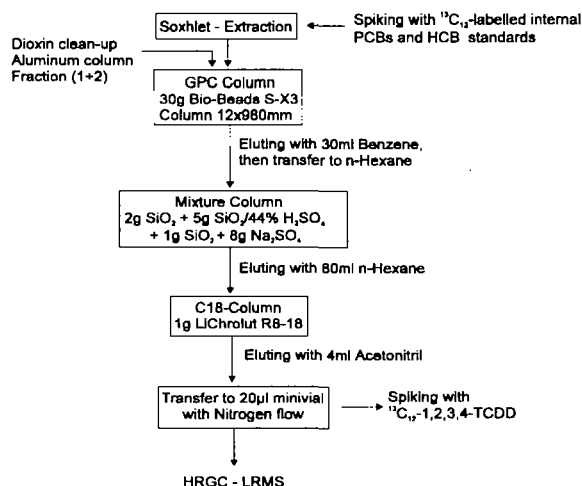 Soxhlet - Extraction
Spiking with ¹³C₁₂-labelled internal
PCBs and HCB standards
Dioxin clean-up
Aluminum column
Fraction (1+2)
GPC Column
30g Bio-Beads S-X3
Column 12x980mm
Eluting with 30ml Benzene,
then transfer to n-Hexane
Mixture Column
2g SiO₂ + 5g SiO₂/44% H₂SO₄
+ 1g SiO₂ + 8g Na₂SO₄
Eluting with 80ml n-Hexane
C18-Column
1g LiChrolut R8-18
Eluting with 4ml Acetonitril
Transfer to 20µl minivial
with Nitrogen flow
Spiking with
¹³C₁₂-1,2,3,4-TCDD
HRGC - LRMS